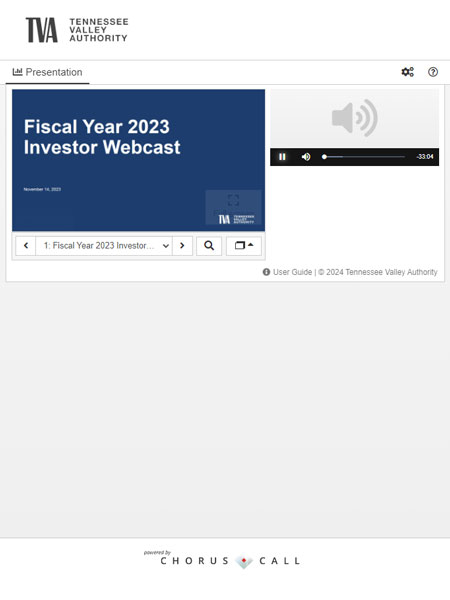 TVA
TENNESSEE
VALLEY
AUTHORITY
Presentation
Fiscal Year 2023
Investor Webcast
November 14, 2023
TVA
TENNESSEE
VALLEY
AUTHORITY
-33:04
1: Fiscal Year 2023 Investor...
User Guide | © 2024 Tennessee Valley Authority
powered by
CHORUS CALL